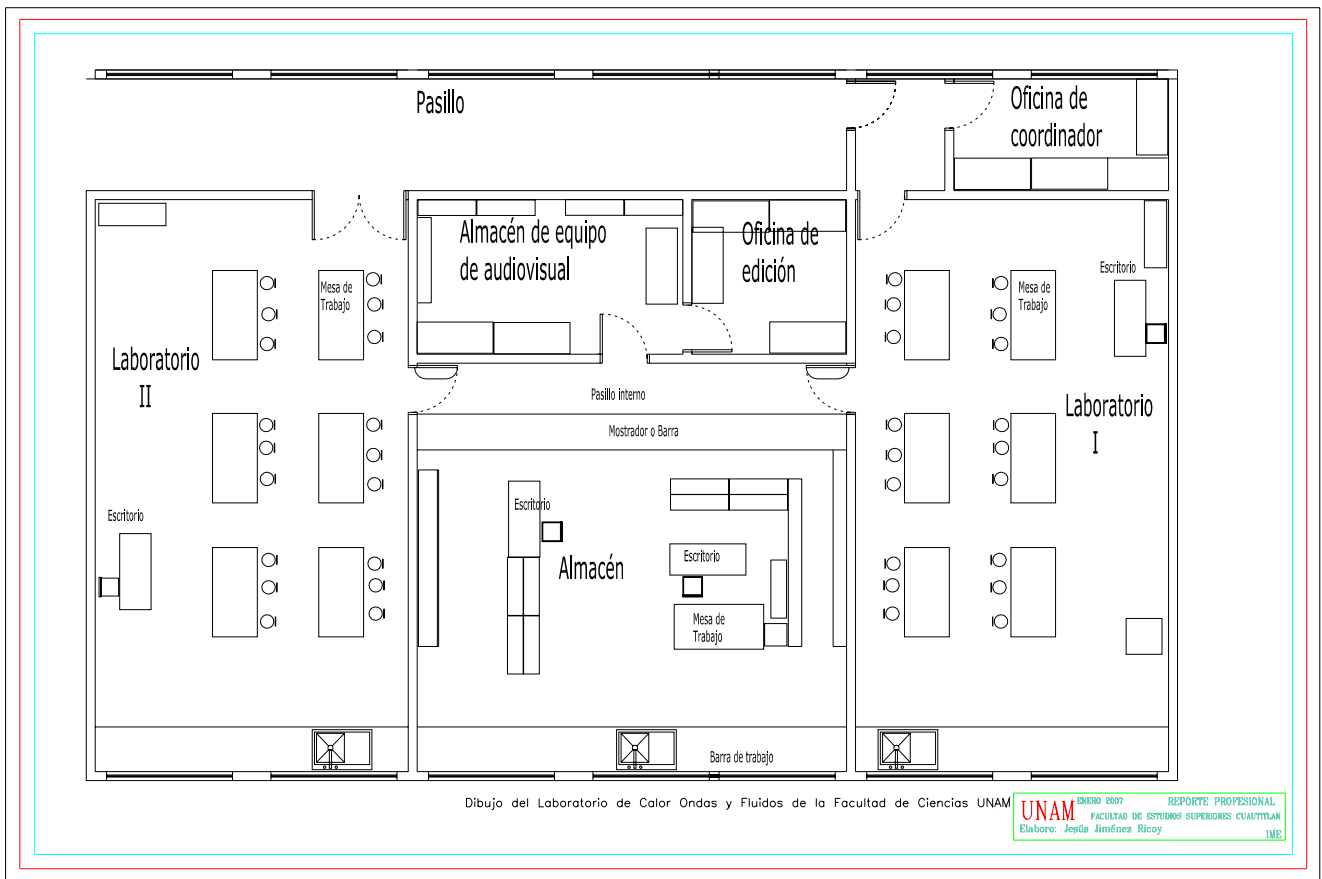 Pasillo
Oficina de
coordinador
Almacén de equipo
de audiovisual
Oficina de
edición
Mesa de
Trabajo
Escritorio
Mesa de
Trabajo
Laboratorio
II
Pasillo interno
Laboratorio
I
Mostrador o Barra
Escritorio
Escritorio
Almacén
Escritorio
Mesa de
Trabajo
Barra de trabajo
Dibujo del Laboratorio de Calor Ondas y Fluidos de la Facultad de Ciencias UNAM
UNAM
ENERO 2007
REPORTE PROFESIONAL
FACULTAD DE ESTUDIOS SUPERIORES CUAUTITLAN
Elaboro: Jesús Jiménez Ricoy
IME